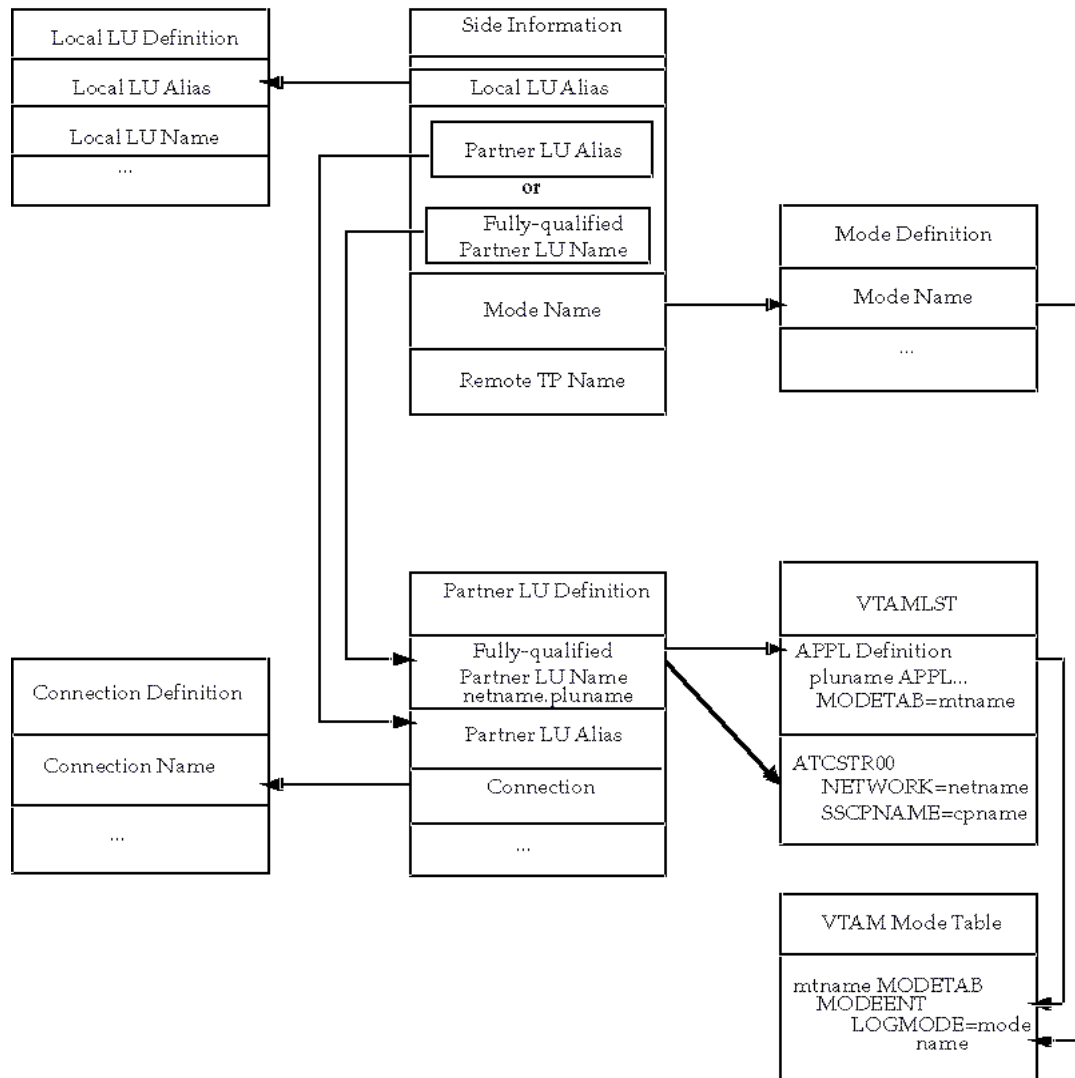 Local LU Definition
Local LU Alias
Local LU Name
...
Side Information
Local LU Alias
Partner LU Alias
or
Fully-qualified
Partner LU Name
Mode Name
Remote TP Name
Mode Definition
Mode Name
...
Connection Definition
Connection Name
...
Partner LU Definition
Fully-qualified
Partner LU Name
netname.pluname
Partner LU Alias
Connection
...
VTAMLST
APPL Definition
pluname APPL...
MODETAB=mtname
ATCSTR00
NETWORK=netname
SSCPNAME=cpname
VTAM Mode Table
mtname MODETAB
MODEENT
LOGMODE=mode
name